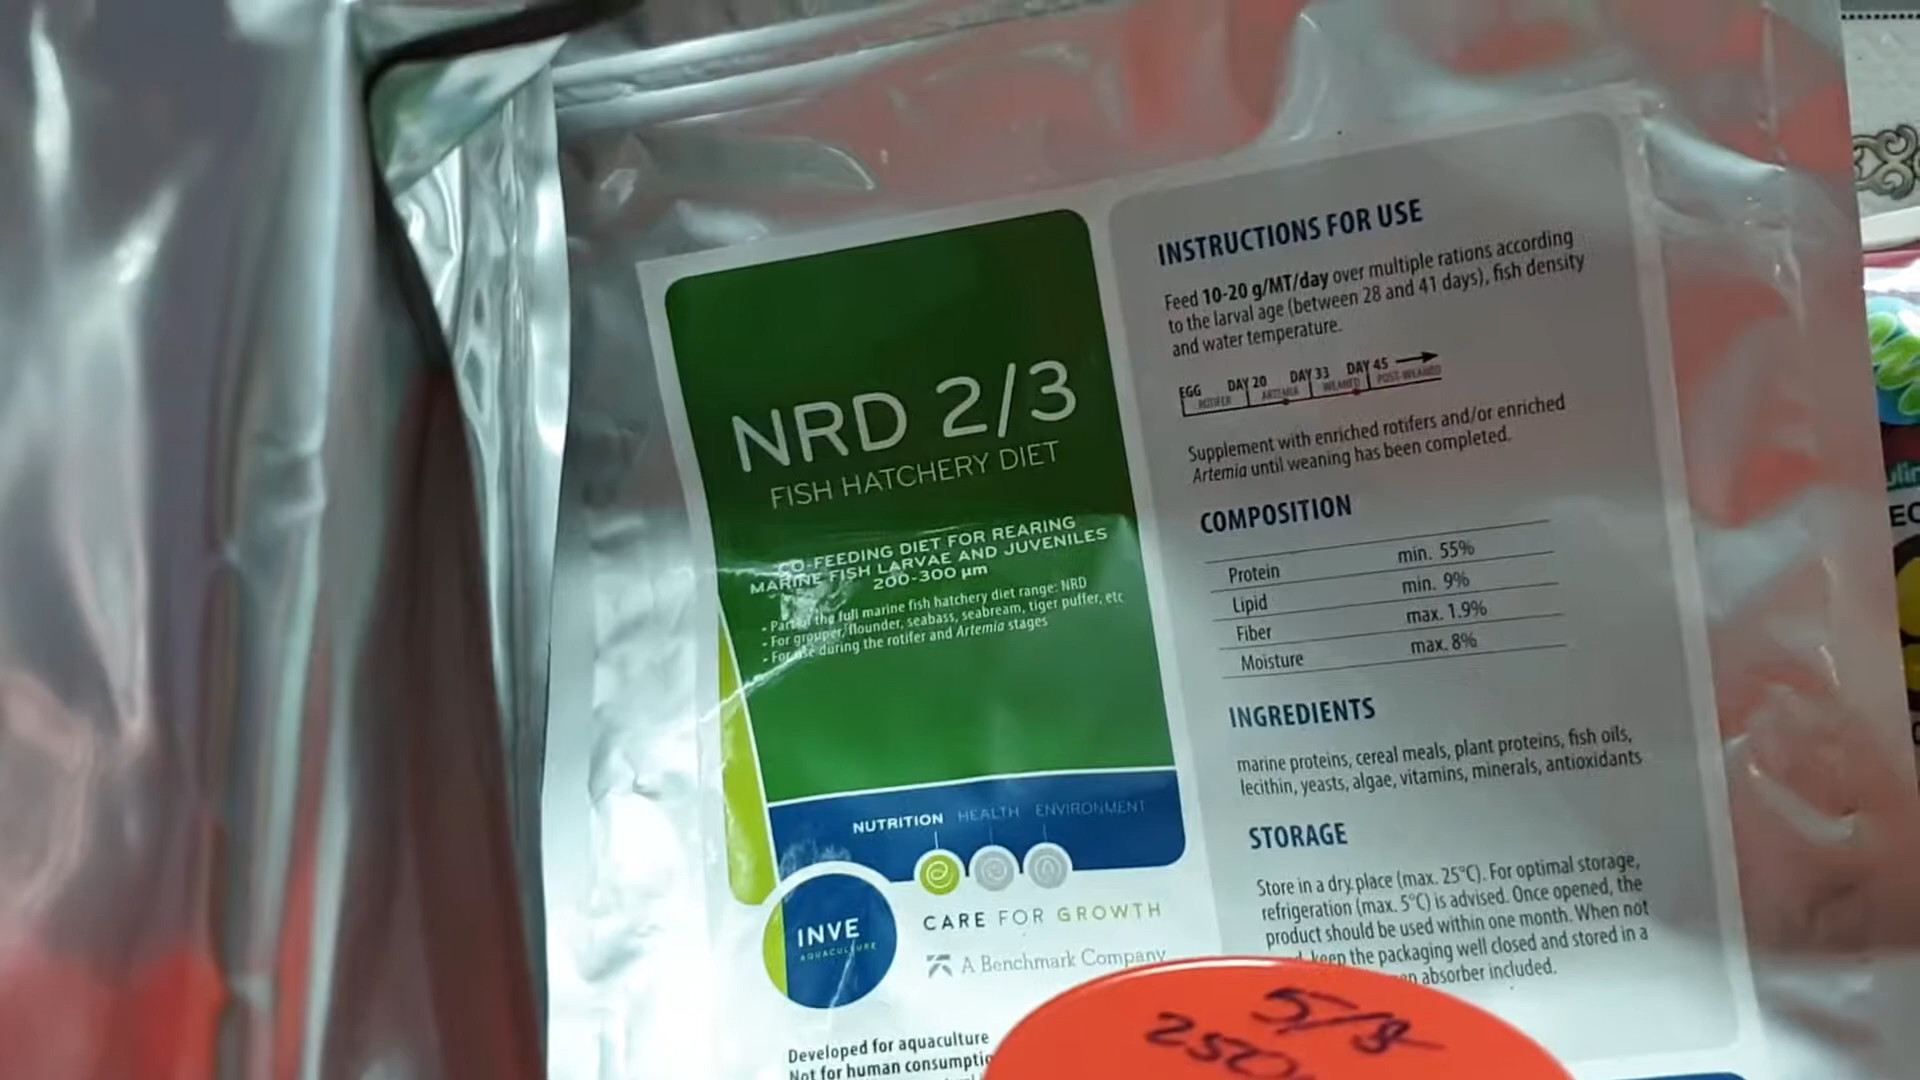 NRD 2/3
FISH HATCHERY DIET
CO-FEEDING DIET FOR REARING
MARINE FISH LARVAE AND JUVENILES
200-300 µm
- Part of the full marine fish hatchery diet range: NRD
- For grouper, flounder, seabass, seabream, tiger puffer, etc
- For use during the rotifer and Artemia stages
NUTRITION HEALTH ENVIRONMENT
INVE
AQUACULTURE
CARE FOR GROWTH
A Benchmark Company
Developed for aquaculture
Not for human
INSTRUCTIONS FOR USE
Feed 10-20 g/MT/day over multiple rations according
to the larval age (between 28 and 41 days), fish density
and water temperature.
EGG DAY 20 DAY 33 DAY 45
ROTIFER ARTEMIA WEANED POST-WEANED
Supplement with enriched rotifers and/or enriched
Artemia until weaning has been completed.
COMPOSITION
Protein min. 55%
Lipid min. 9%
Fiber max. 1.9%
Moisture max. 8%
INGREDIENTS
marine proteins, cereal meals, plant proteins, fish oils,
lecithin, yeasts, algae, vitamins, minerals, antioxidants
STORAGE
Store in a dry place (max. 25°C). For optimal storage,
refrigeration (max. 5°C) is advised. Once opened, the
product should be used within one month. When not
keep the packaging well closed and stored in a
absorber included.
5/8
250